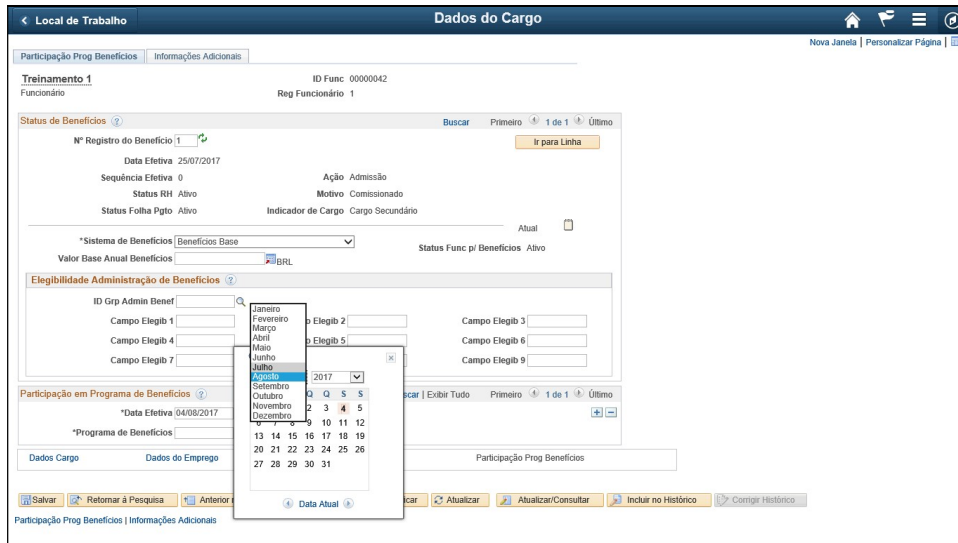 Local de Trabalho
Dados do Cargo
Nova Janela | Personalizar Página |
Participação Prog Benefícios Informações Adicionais
Treinamento 1 ID Func 00000042
Funcionário Reg Funcionário 1
Status de Benefícios Buscar Primeiro 1 de 1 Último
Nº Registro do Benefício 1 Ir para Linha
Data Efetiva 25/07/2017
Sequência Efetiva 0 Ação Admissão
Status RH Ativo Motivo Comissionado
Status Folha Pgto Ativo Indicador de Cargo Cargo Secundário
Atual
*Sistema de Benefícios Benefícios Base Status Func p/ Benefícios Ativo
Valor Base Anual Benefícios BRL
Elegibilidade Administração de Benefícios
ID Grp Admin Benef
Campo Elegib 1 Elegib 2 Campo Elegib 3
Campo Elegib 4 Elegib 5 Campo Elegib 6
Campo Elegib 7 Campo Elegib 9
Janeiro
Fevereiro
Março
Abril
Maio
Junho
Julho
Agosto
Setembro
Outubro
Novembro
Dezembro
2017
Q Q S S
2 3 4 5
6 7 8 9 10 11 12
13 14 15 16 17 18 19
20 21 22 23 24 25 26
27 28 29 30 31
Data Atual
Participação em Programa de Benefícios | Exibir Tudo Primeiro 1 de 1 Último
*Data Efetiva 04/08/2017
*Programa de Benefícios
Dados Cargo Dados do Emprego Participação Prog Benefícios
Salvar Retornar à Pesquisa Anterior Atualizar Atualizar/Consultar Incluir no Histórico Corrigir Histórico
Participação Prog Benefícios | Informações Adicionais